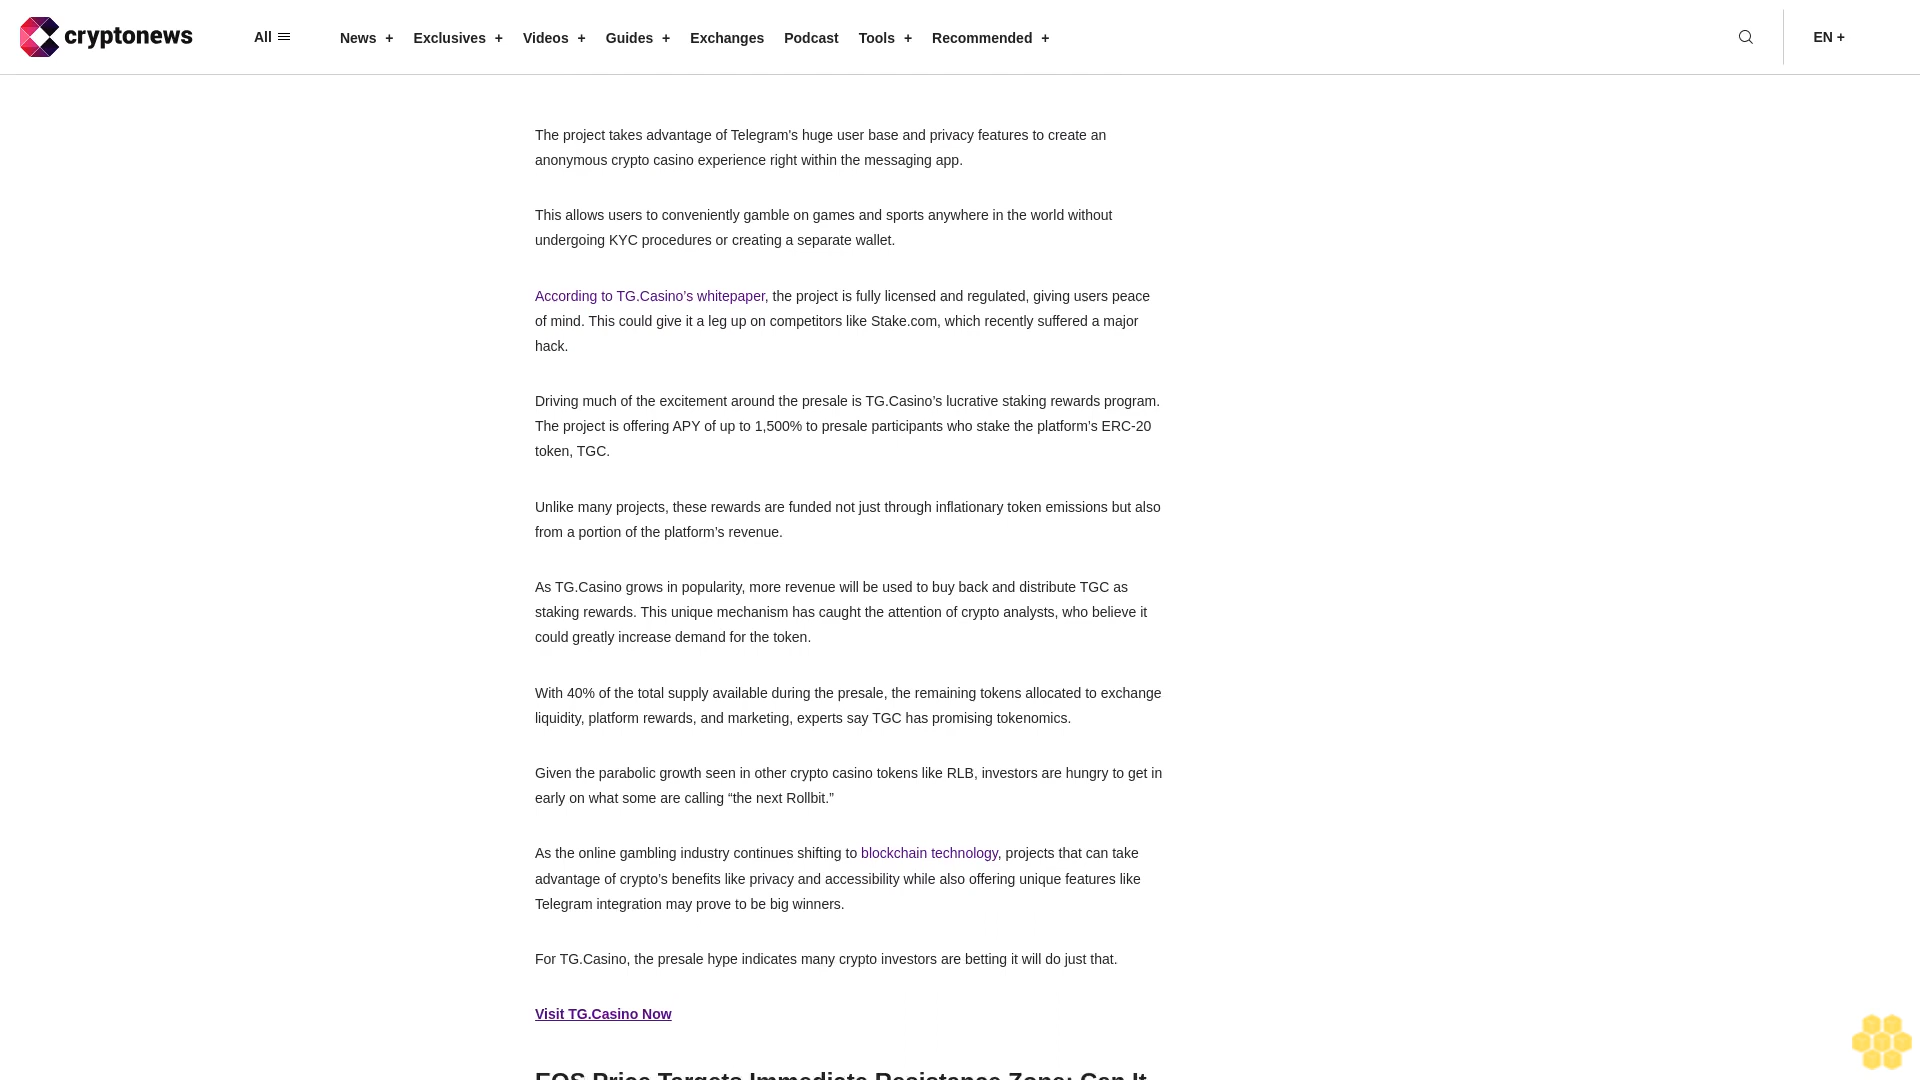 cryptonews
All
News +
Exclusives +
Videos +
Guides +
Exchanges
Podcast
Tools +
Recommended +
EN +
The project takes advantage of Telegram's huge user base and privacy features to create an
anonymous crypto casino experience right within the messaging app.
This allows users to conveniently gamble on games and sports anywhere in the world without
undergoing KYC procedures or creating a separate wallet.
According to TG.Casino’s whitepaper, the project is fully licensed and regulated, giving users peace
of mind. This could give it a leg up on competitors like Stake.com, which recently suffered a major
hack.
Driving much of the excitement around the presale is TG.Casino’s lucrative staking rewards program.
The project is offering APY of up to 1,500% to presale participants who stake the platform’s ERC-20
token, TGC.
Unlike many projects, these rewards are funded not just through inflationary token emissions but also
from a portion of the platform’s revenue.
As TG.Casino grows in popularity, more revenue will be used to buy back and distribute TGC as
staking rewards. This unique mechanism has caught the attention of crypto analysts, who believe it
could greatly increase demand for the token.
With 40% of the total supply available during the presale, the remaining tokens allocated to exchange
liquidity, platform rewards, and marketing, experts say TGC has promising tokenomics.
Given the parabolic growth seen in other crypto casino tokens like RLB, investors are hungry to get in
early on what some are calling “the next Rollbit.”
As the online gambling industry continues shifting to blockchain technology, projects that can take
advantage of crypto’s benefits like privacy and accessibility while also offering unique features like
Telegram integration may prove to be big winners.
For TG.Casino, the presale hype indicates many crypto investors are betting it will do just that.
Visit TG.Casino Now
EOS Price Targets Immediate Resistance Zone: Can It